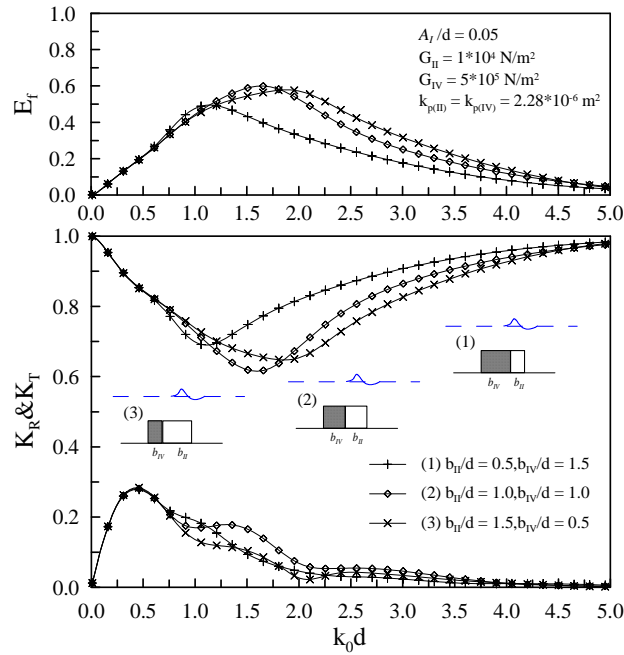 1.0
0.8
0.6
0.4
0.2
0.0
E_f
A_I/d = 0.05
G_II = 1*10^4 N/m^2
G_IV = 5*10^5 N/m^2
k_p(II) = k_p(IV) = 2.28*10^-6 m^2
0.0 0.5 1.0 1.5 2.0 2.5 3.0 3.5 4.0 4.5 5.0
1.0
0.8
0.6
0.4
0.2
0.0
K_R&K_T
(1)
b_IV b_II
(2)
b_IV b_II
(3)
b_IV b_II
(1) b_II/d = 0.5,b_IV/d = 1.5
(2) b_II/d = 1.0,b_IV/d = 1.0
(3) b_II/d = 1.5,b_IV/d = 0.5
0.0 0.5 1.0 1.5 2.0 2.5 3.0 3.5 4.0 4.5 5.0
k_0d